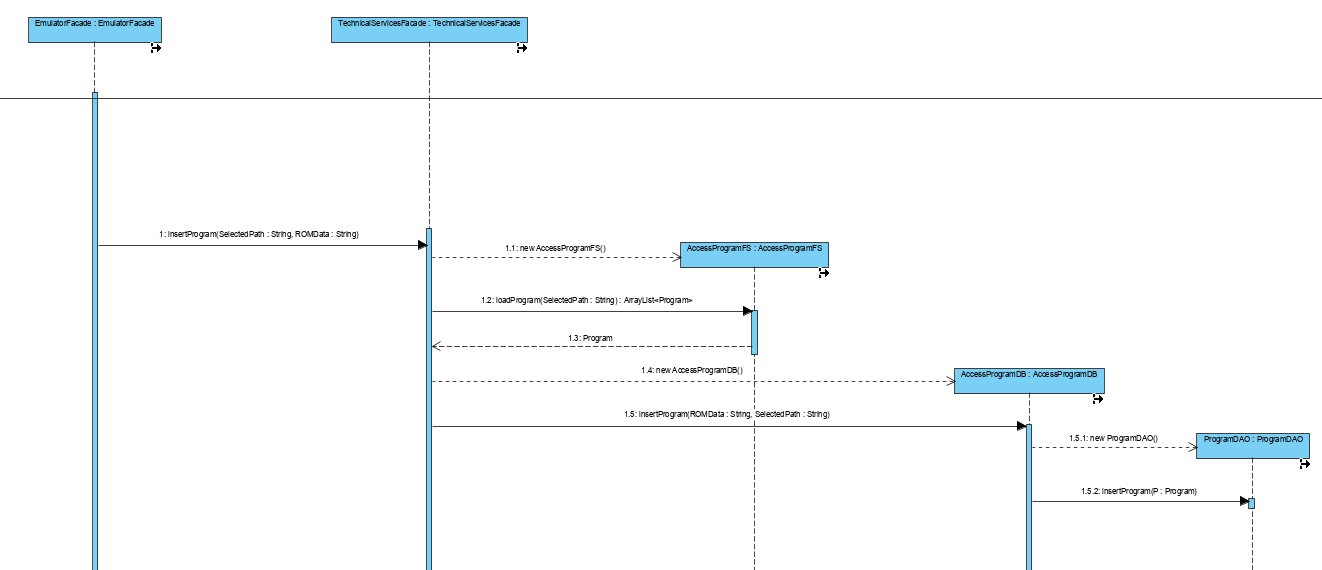 EmulatorFacade : EmulatorFacade
TechnicalServicesFacade : TechnicalServicesFacade
1: insertProgram(SelectedPath : String, ROMData : String)
1.1: new AccessProgramFS()
AccessProgramFS : AccessProgramFS
1.2: loadProgram(SelectedPath : String) : ArrayList<Program>
1.3: Program
1.4: new AccessProgramDB()
AccessProgramDB : AccessProgramDB
1.5: insertProgram(ROMData : String, SelectedPath : String)
1.5.1: new ProgramDAO()
ProgramDAO : ProgramDAO
1.5.2: insertProgram(P : Program)